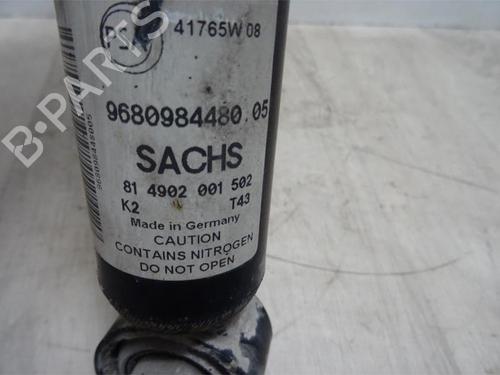 41765W 08
9680984480.05
SACHS
81 4902 001 502
K2 T43
Made in Germany
CAUTION
CONTAINS NITROGEN
DO NOT OPEN
968098448005
B-PARTS